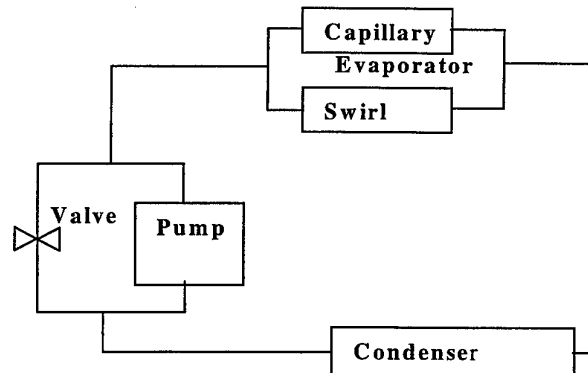 Capillary
Evaporator
Swirl
Valve
Pump
Condenser